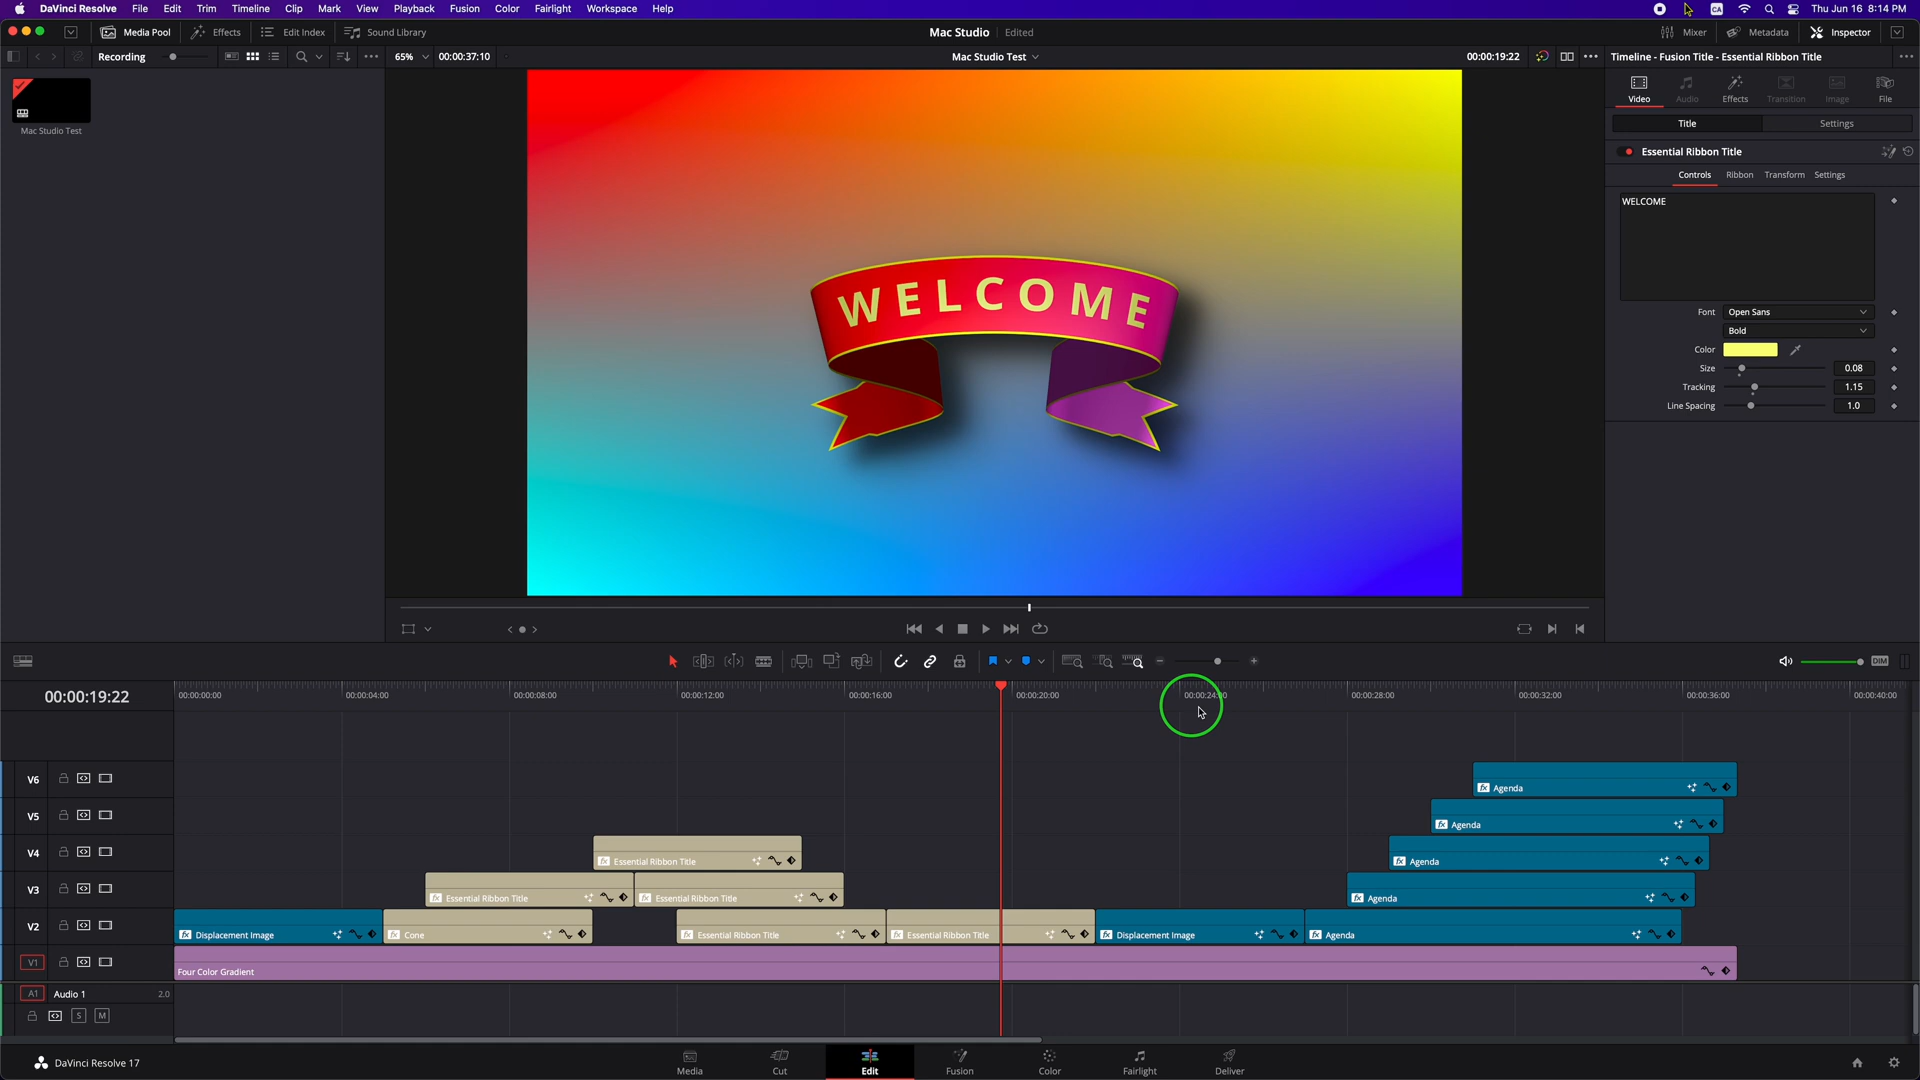 DaVinci Resolve File Edit Trim Timeline Clip Mark View Playback Fusion Color Fairlight Workspace Help
CA Thu Jun 16 8:14 PM
Media Pool Effects Edit Index Sound Library
Mac Studio Edited
Mixer Metadata Inspector
Recording
65% 00:00:37:10
Mac Studio Test
00:00:19:22
Timeline - Fusion Title - Essential Ribbon Title
Mac Studio Test
Video Audio Effects Transition Image File
Title Settings
Essential Ribbon Title
Controls Ribbon Transform Settings
WELCOME
Font Open Sans
Bold
Color
Size 0.08
Tracking 1.15
Line Spacing 1.0
WELCOME
DIM
00:00:19:22
00:00:00:00 00:00:04:00 00:00:08:00 00:00:12:00 00:00:16:00 00:00:20:00 00:00:24:00 00:00:28:00 00:00:32:00 00:00:36:00 00:00:40:00
V6 Agenda
V5 Agenda
V4 Essential Ribbon Title Agenda
V3 Essential Ribbon Title Essential Ribbon Title Agenda
V2 Displacement Image Cone Essential Ribbon Title Essential Ribbon Title Displacement Image Agenda
V1 Four Color Gradient
A1 Audio 1 2.0
S M
DaVinci Resolve 17
Media Cut Edit Fusion Color Fairlight Deliver